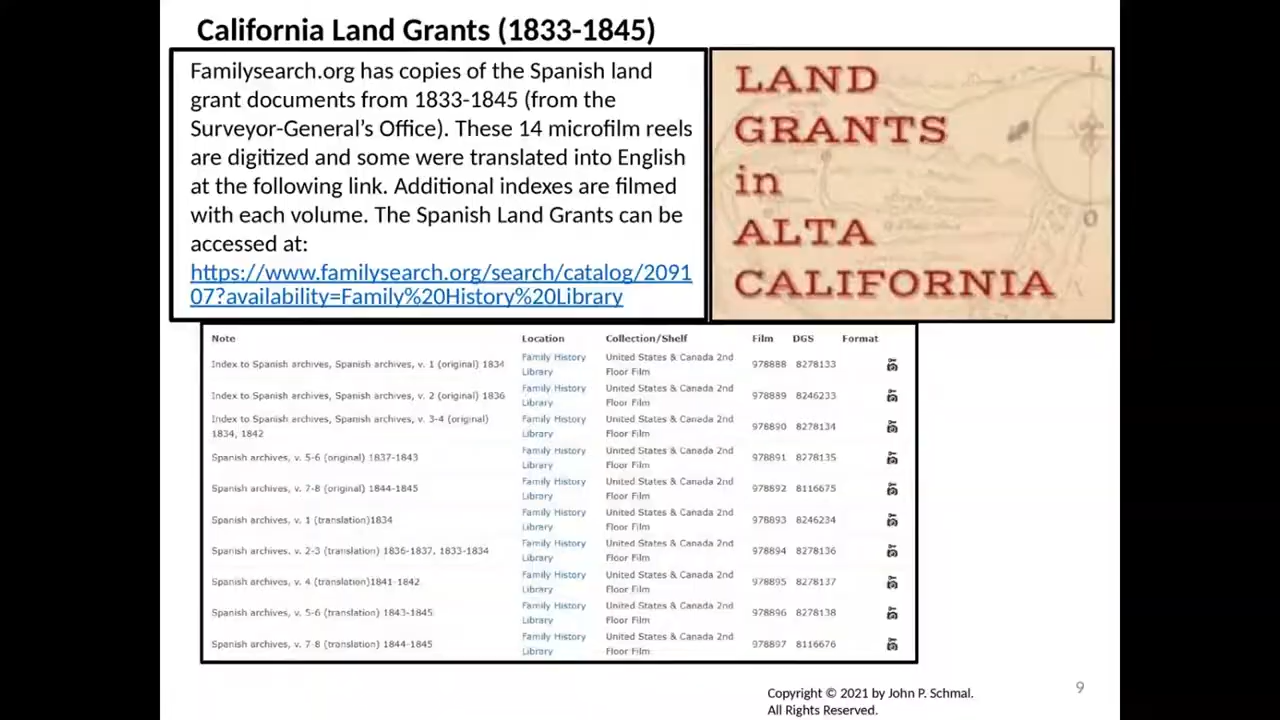 California Land Grants (1833-1845)
Familysearch.org has copies of the Spanish land
grant documents from 1833-1845 (from the
Surveyor-General's Office). These 14 microfilm reels
are digitized and some were translated into English
at the following link. Additional indexes are filmed
with each volume. The Spanish Land Grants can be
accessed at:
https://www.familysearch.org/search/catalog/2091
07?availability=Family%20History%20Library
LAND
GRANTS
in
ALTA
CALIFORNIA
L
O
Note Location Collection/Shelf Film DGS Format
Index to Spanish archives, Spanish archives, v. 1 (original) 1834 Family History United States & Canada 2nd 978888 8278133
Library Floor Film
Index to Spanish archives, Spanish archives, v. 2 (original) 1836 Family History United States & Canada 2nd 978889 8246233
Library Floor Film
Index to Spanish archives, Spanish archives, v. 3-4 (original) Family History United States & Canada 2nd 978890 8278134
1834, 1842 Library Floor Film
Spanish archives, v. 5-6 (original) 1837-1843 Family History United States & Canada 2nd 978891 8278135
Library Floor Film
Spanish archives, v. 7-8 (original) 1844-1845 Family History United States & Canada 2nd 978892 8116675
Library Floor Film
Spanish archives, v. 1 (translation)1834 Family History United States & Canada 2nd 978893 8246234
Library Floor Film
Spanish archives, v. 2-3 (translation) 1836-1837, 1833-1834 Family History United States & Canada 2nd 978894 8278136
Library Floor Film
Spanish archives, v. 4 (translation)1841-1842 Family History United States & Canada 2nd 978895 8278137
Library Floor Film
Spanish archives, v. 5-6 (translation) 1843-1845 Family History United States & Canada 2nd 978896 8278138
Library Floor Film
Spanish archives, v. 7-8 (translation) 1844-1845 Family History United States & Canada 2nd 978897 8116676
Library Floor Film
9
Copyright © 2021 by John P. Schmal.
All Rights Reserved.